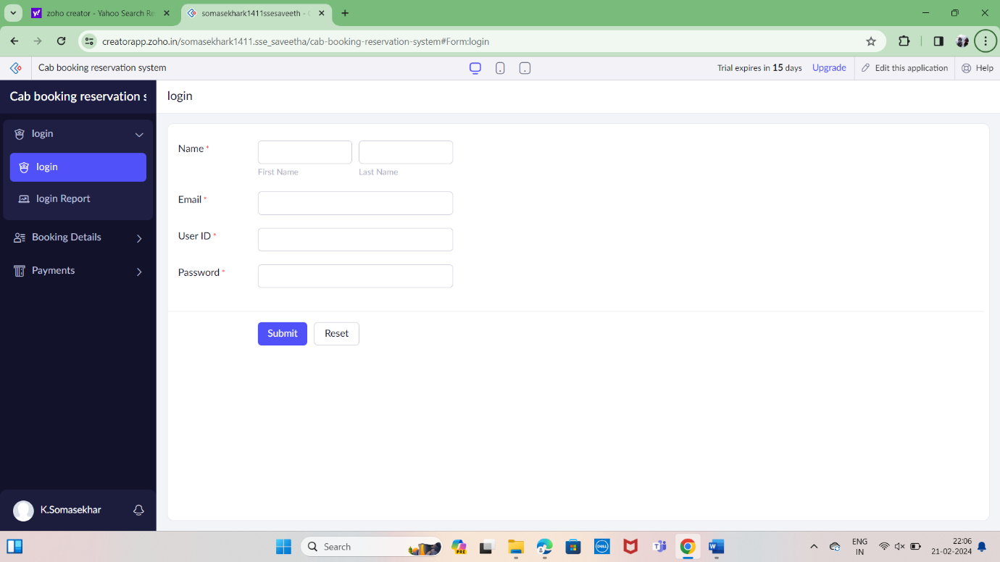 zoho creator - Yahoo Search Re
somasekhark1411ssesaveeth - 
creatorapp.zoho.in/somasekhark1411.sse_saveetha/cab-booking-reservation-system#Form:login
Cab booking reservation system
Trial expires in 15 days
Upgrade
Edit this application
Help
Cab booking reservation s
login
login
login
login Report
Booking Details
Payments
Name *
First Name
Last Name
Email *
User ID *
Password *
Submit
Reset
K.Somasekhar
Search
PRE
DELL
ENG
IN
22:06
21-02-2024